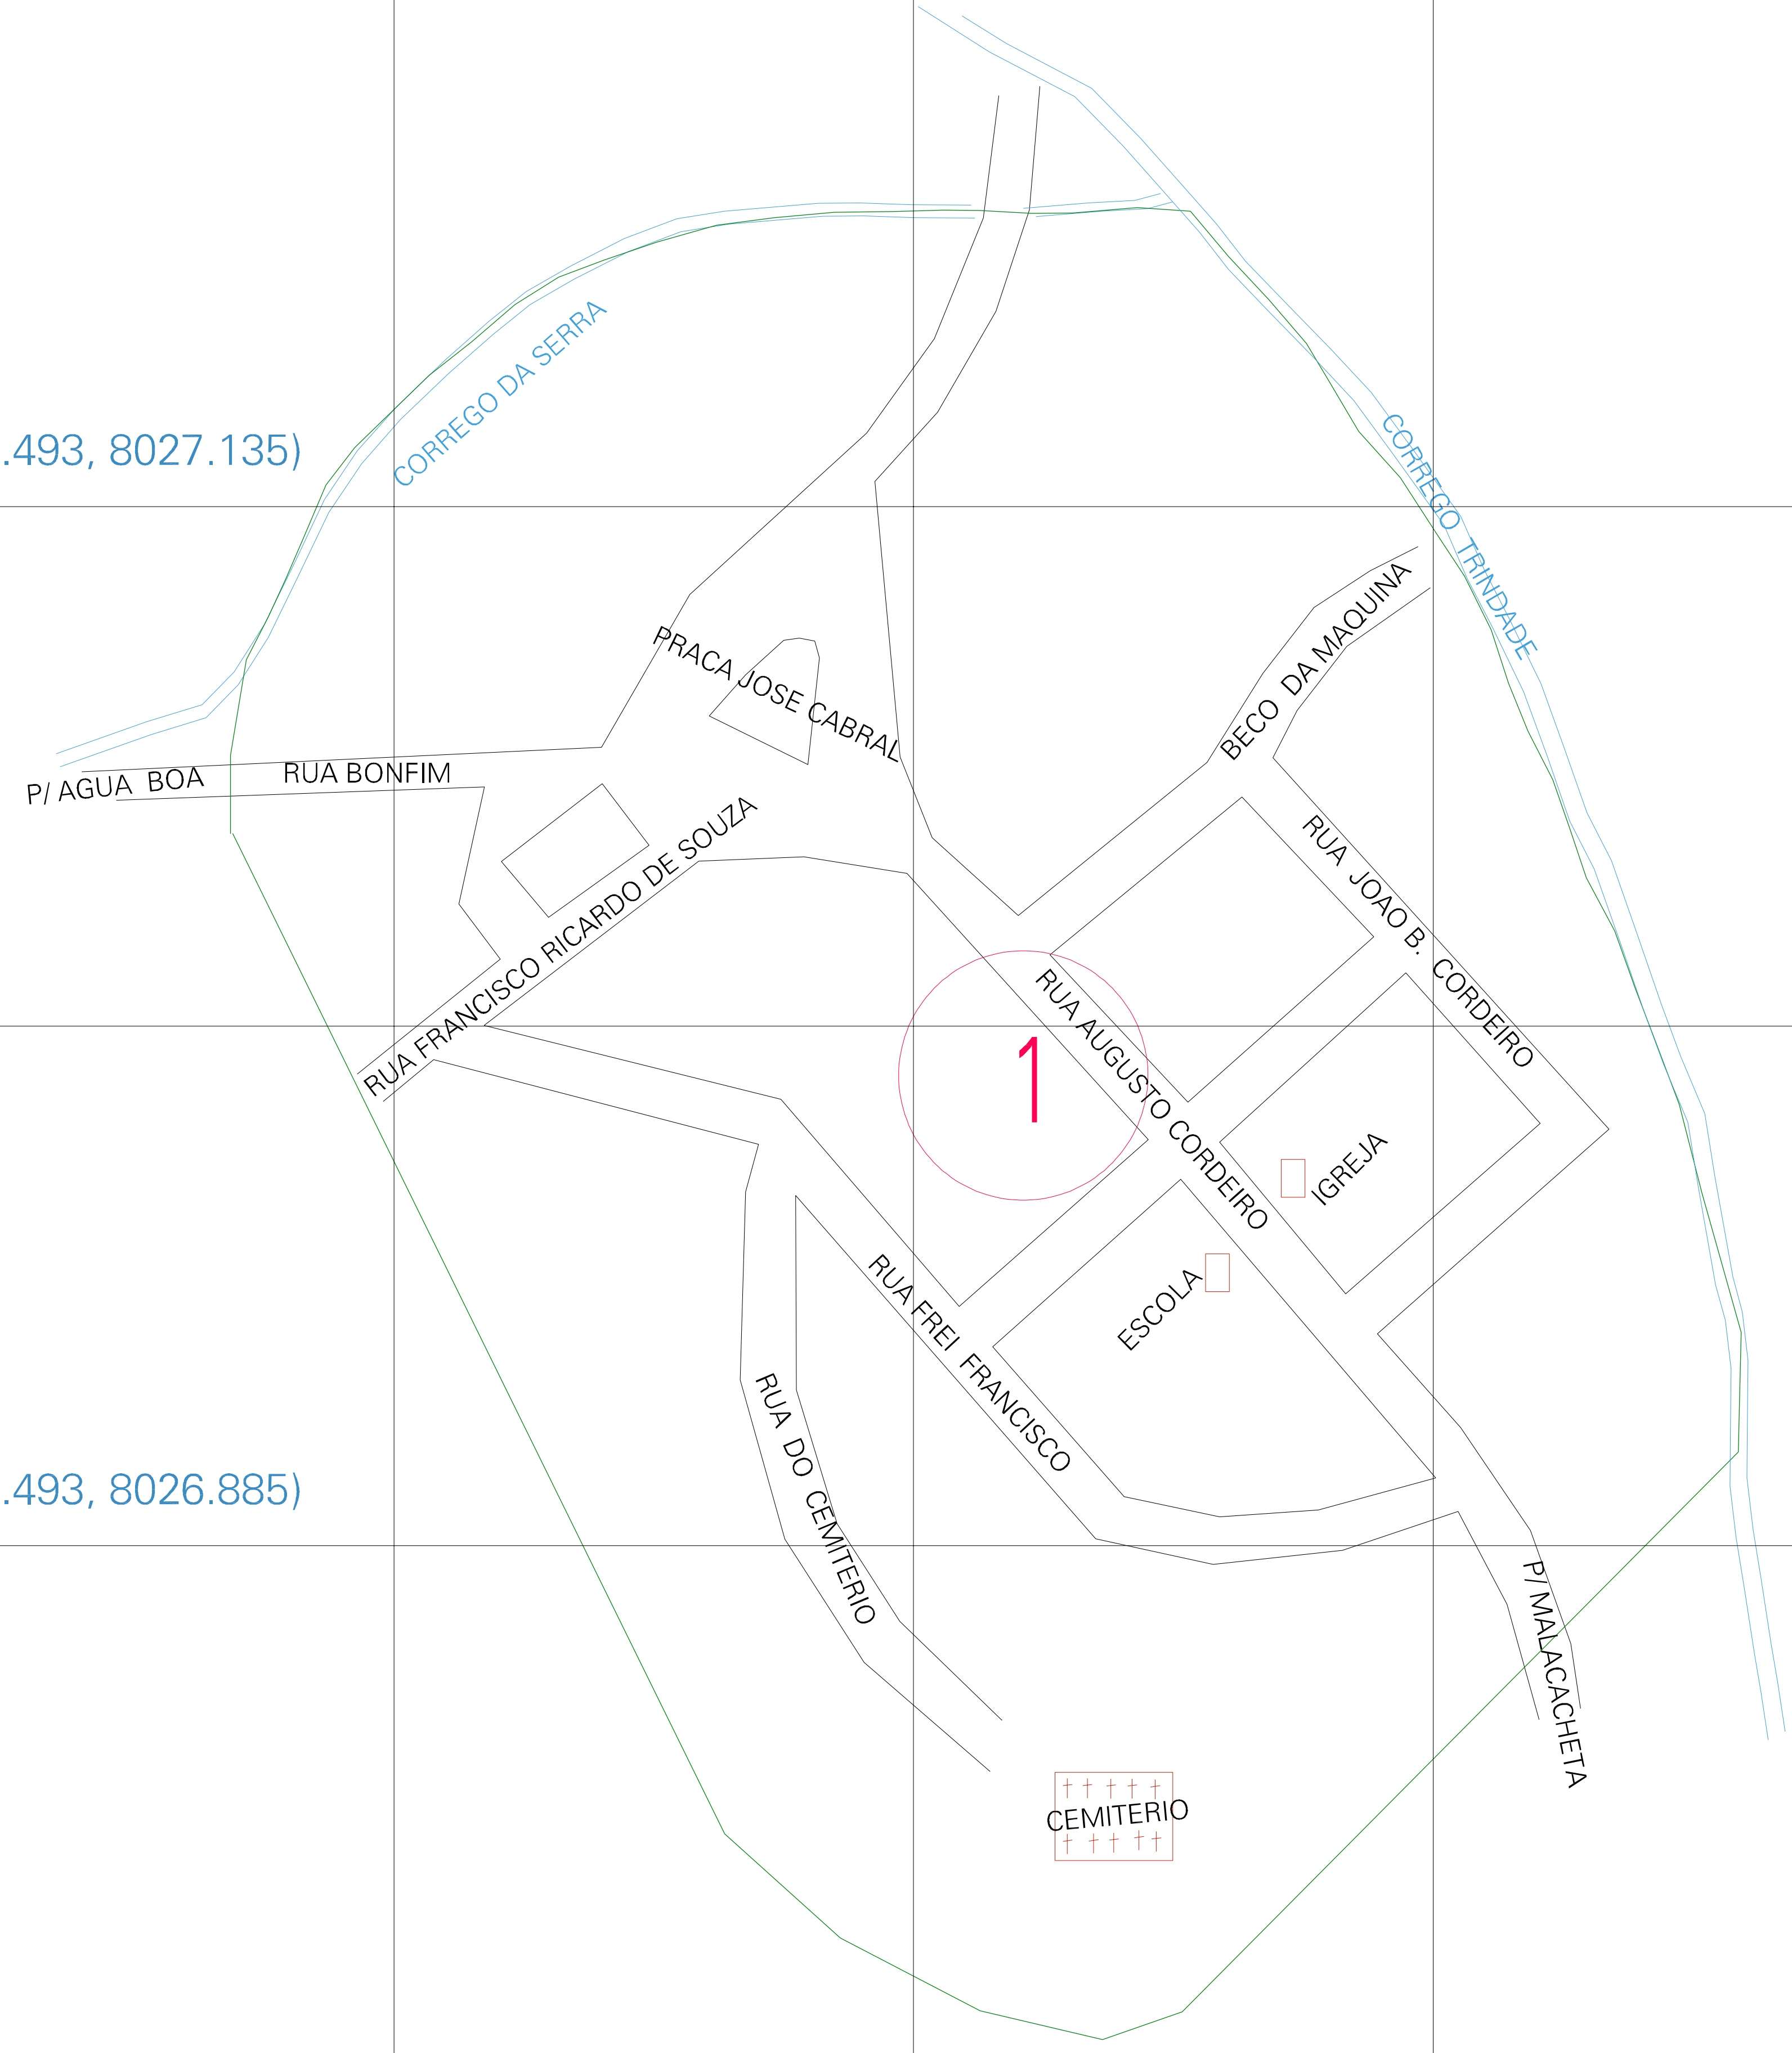 CORREGO DA SERRA
.493, 8027.135)
CORREGO TRINDADE
BECO DA MAQUINA
PRACA JOSE CABRAL
P/ AGUA BOA
RUA BONFIM
RUA FRANCISCO RICARDO DE SOUZA
RUA JOAO B. CORDEIRO
RUA AUGUSTO CORDEIRO
1
IGREJA
ESCOLA
RUA FREI FRANCISCO
RUA DO CEMITERIO
.493, 8026.885)
P/ MALACACHETA
CEMITERIO